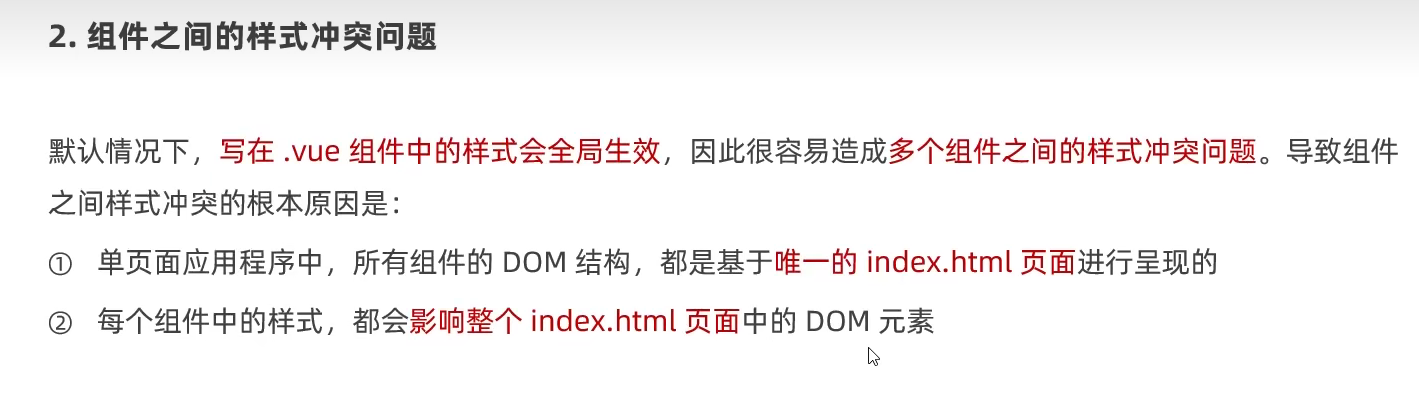 2. 组件之间的样式冲突问题
默认情况下，写在 .vue 组件中的样式会全局生效，因此很容易造成多个组件之间的样式冲突问题。导致组件
之间样式冲突的根本原因是：
① 单页面应用程序中，所有组件的 DOM 结构，都是基于唯一的 index.html 页面进行呈现的
② 每个组件中的样式，都会影响整个 index.html 页面中的 DOM 元素